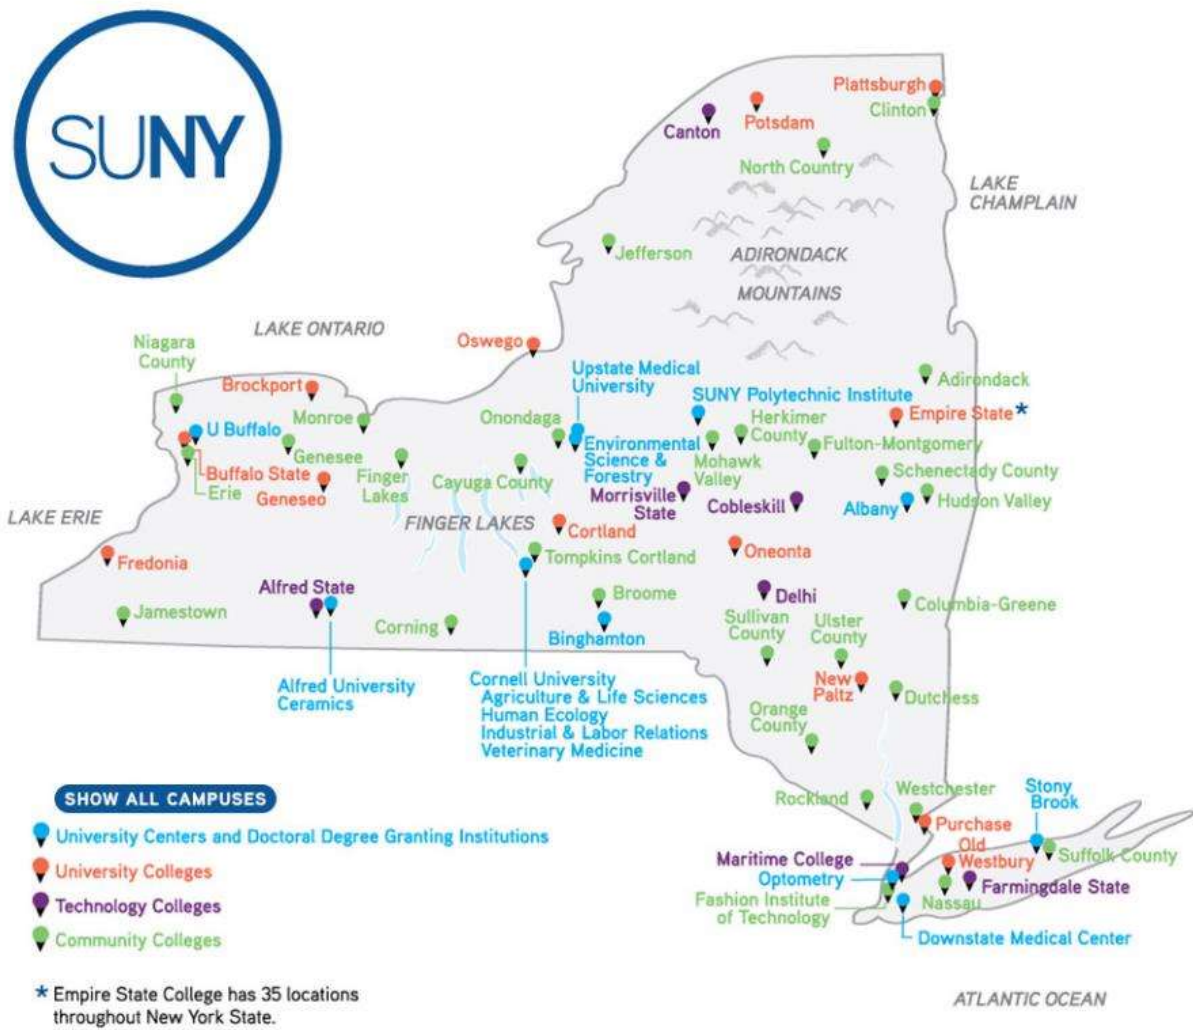 SUNY
Plattsburgh
Clinton
Potsdam
Canton
North Country
LAKE
CHAMPLAIN
Jefferson
ADIRONDACK
MOUNTAINS
LAKE ONTARIO
Oswego
Niagara
County
Brockport
Upstate Medical
University
Adirondack
SUNY Polytechnic Institute
Empire State *
Monroe
Onondaga
Herkimer
County
U Buffalo
Genesee
Environmental
Science &
Forestry
Fulton-Montgomery
Mohawk
Valley
Buffalo State
Erie
Geneseo
Finger
Lakes
Cayuga County
Schenectady County
Morrisville
State
Cobleskill
Albany
Hudson Valley
LAKE ERIE
FINGER LAKES
Cortland
Oneonta
Fredonia
Tompkins Cortland
Alfred State
Broome
Delhi
Columbia-Greene
Jamestown
Corning
Binghamton
Sullivan
County
Ulster
County
Alfred University
Ceramics
Cornell University
Agriculture & Life Sciences
Human Ecology
Industrial & Labor Relations
Veterinary Medicine
New
Paltz
Dutchess
Orange
County
Rockland
Westchester
Stony
Brook
Purchase
Old
Westbury
Suffolk County
Maritime College
Optometry
Fashion Institute
of Technology
Nassau
Farmingdale State
Downstate Medical Center
ATLANTIC OCEAN
SHOW ALL CAMPUSES
University Centers and Doctoral Degree Granting Institutions
University Colleges
Technology Colleges
Community Colleges
* Empire State College has 35 locations
throughout New York State.